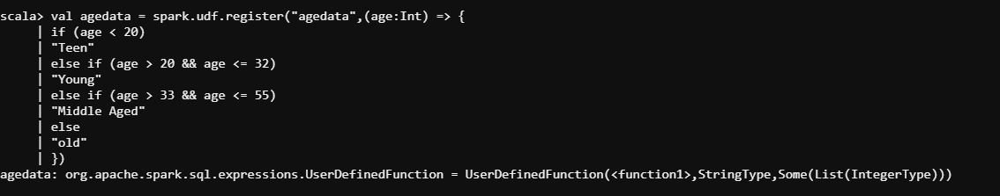 scala> val agedata = spark.udf.register("agedata",(age:Int) => {
     | if (age < 20)
     | "Teen"
     | else if (age > 20 && age <= 32)
     | "Young"
     | else if (age > 33 && age <= 55)
     | "Middle Aged"
     | else
     | "old"
     | })
agedata: org.apache.spark.sql.expressions.UserDefinedFunction = UserDefinedFunction(<function1>,StringType,Some(List(IntegerType)))